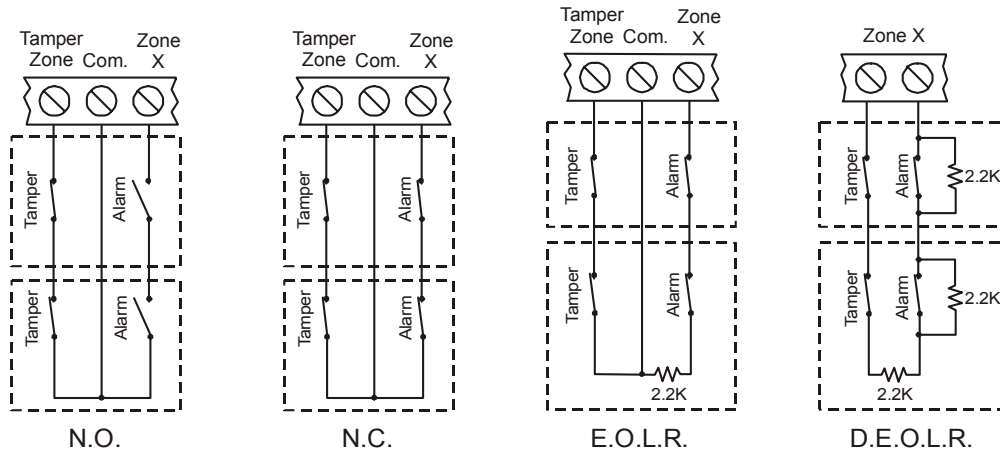 Tamper Zone
Com.
Zone X
Tamper
Alarm
Tamper
Alarm
N.O.
Tamper Zone
Com.
Zone X
Tamper
Alarm
Tamper
Alarm
N.C.
Tamper Zone
Com.
Zone X
Tamper
Alarm
Tamper
Alarm
2.2K
E.O.L.R.
Zone X
Tamper
Alarm
2.2K
Tamper
Alarm
2.2K
2.2K
D.E.O.L.R.